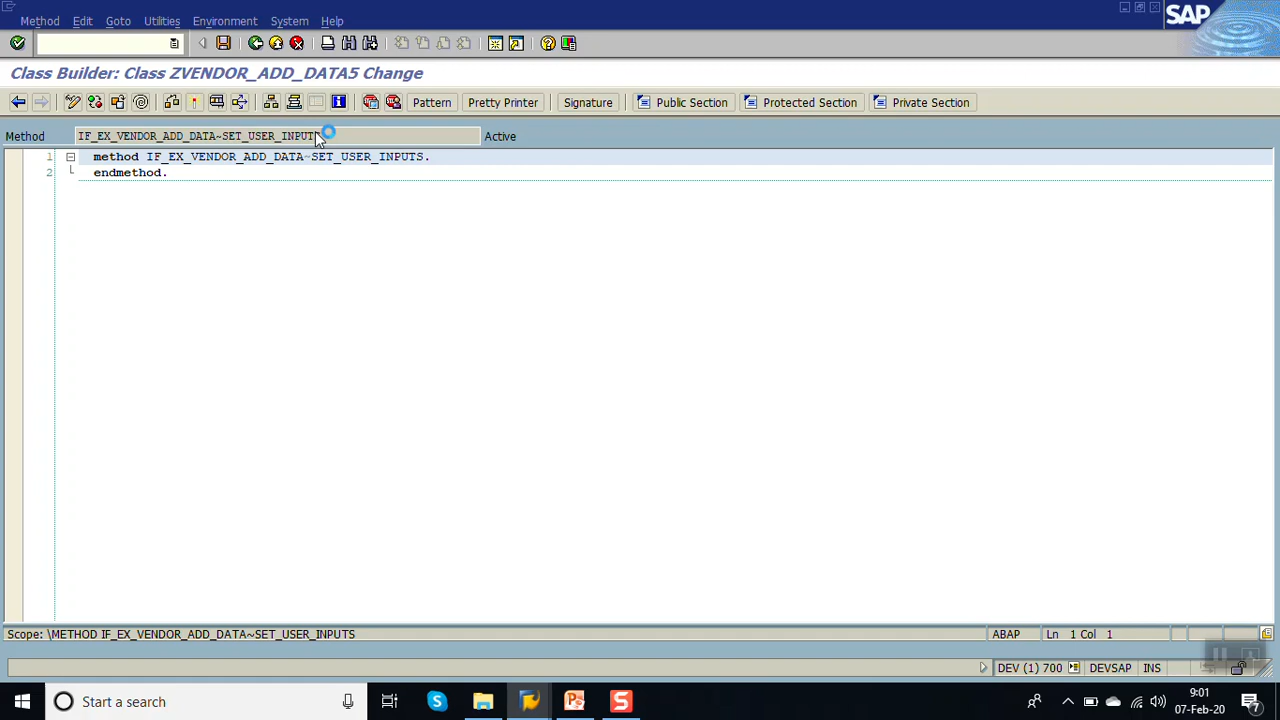 Method Edit Goto Utilities Environment System Help
SAP
Class Builder: Class ZVENDOR_ADD_DATA5 Change
Pattern Pretty Printer Signature Public Section Protected Section Private Section
Method IF_EX_VENDOR_ADD_DATA~SET_USER_INPUTS Active
1 method IF_EX_VENDOR_ADD_DATA~SET_USER_INPUTS.
2 endmethod.
Scope: \METHOD IF_EX_VENDOR_ADD_DATA~SET_USER_INPUTS ABAP Ln 1 Col 1
DEV (1) 700 DEVSAP INS
Start a search
9:01
07-Feb-20
7